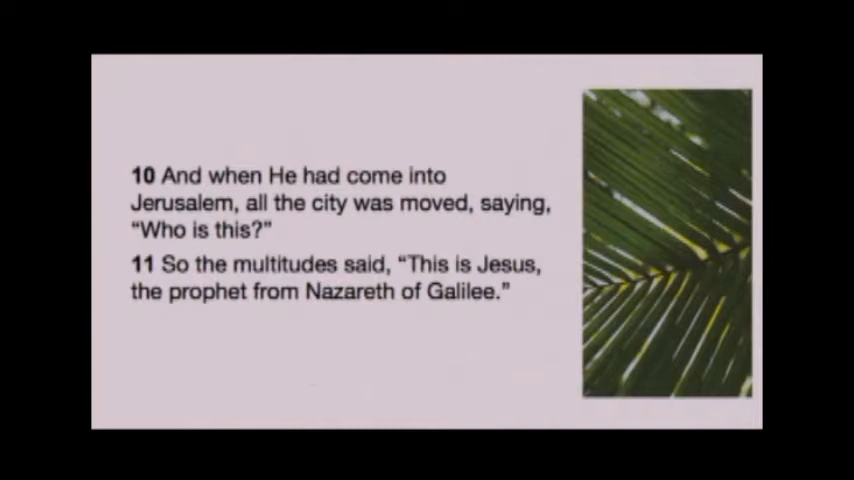 10 And when He had come into
Jerusalem, all the city was moved, saying,
“Who is this?”
11 So the multitudes said, “This is Jesus,
the prophet from Nazareth of Galilee.”